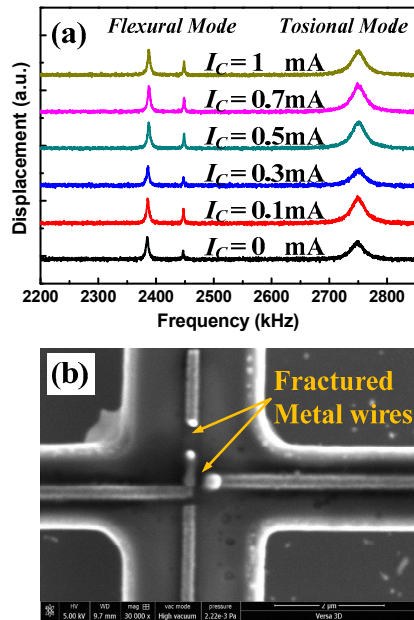 (a)
Flexural Mode Tosional Mode
Displacement (a.u.)
I_C = 1 mA
I_C = 0.7mA
I_C = 0.5mA
I_C = 0.3mA
I_C = 0.1mA
I_C = 0 mA
2200 2300 2400 2500 2600 2700 2800
Frequency (kHz)
(b)
Fractured
Metal wires
HV WD mag vac mode pressure 2 µm
5.00 kV 9.7 mm 30 000 x High vacuum 2.22e-3 Pa Versa 3D